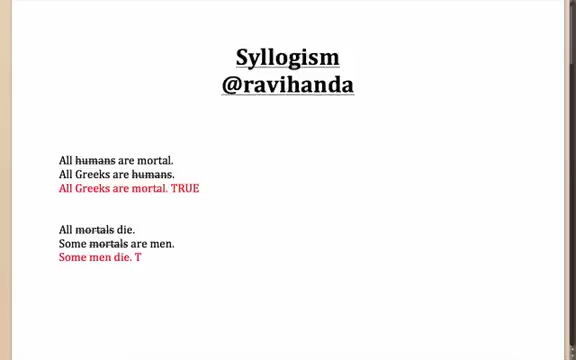 Syllogism
@ravihanda
All humans are mortal.
All Greeks are humans.
All Greeks are mortal. TRUE
All mortals die.
Some mortals are men.
Some men die. T